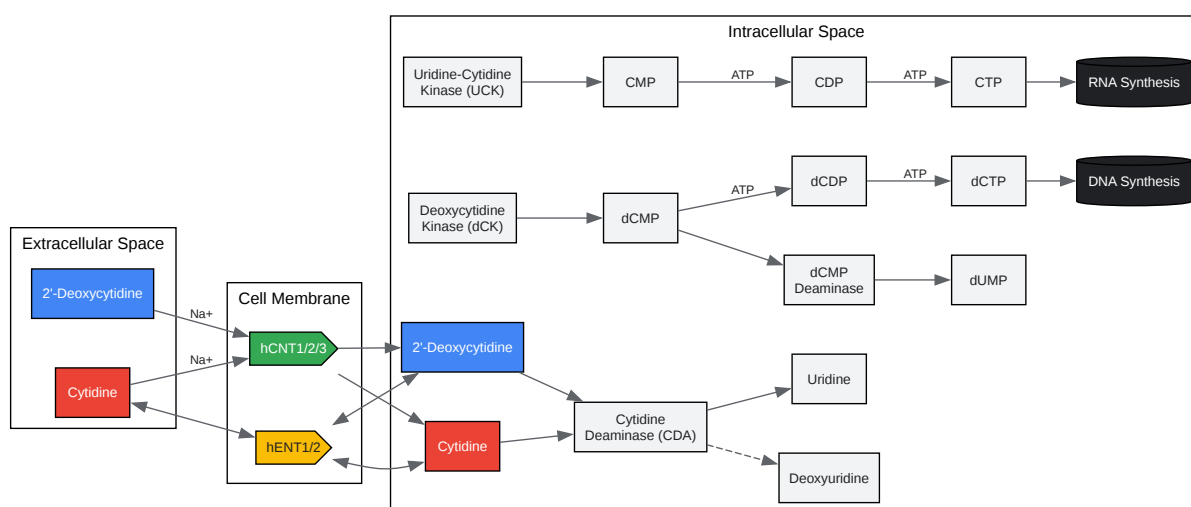 Intracellular Space
Uridine-Cytidine
Kinase (UCK)
CMP
ATP
CDP
ATP
CTP
RNA Synthesis
Deoxycytidine
Kinase (dCK)
dCMP
ATP
dCDP
ATP
dCTP
DNA Synthesis
dCMP
Deaminase
dUMP
Extracellular Space
2'-Deoxycytidine
Na+
Cytidine
Na+
Cell Membrane
hCNT1/2/3
hENT1/2
2'-Deoxycytidine
Cytidine
Cytidine
Deaminase (CDA)
Uridine
Deoxyuridine